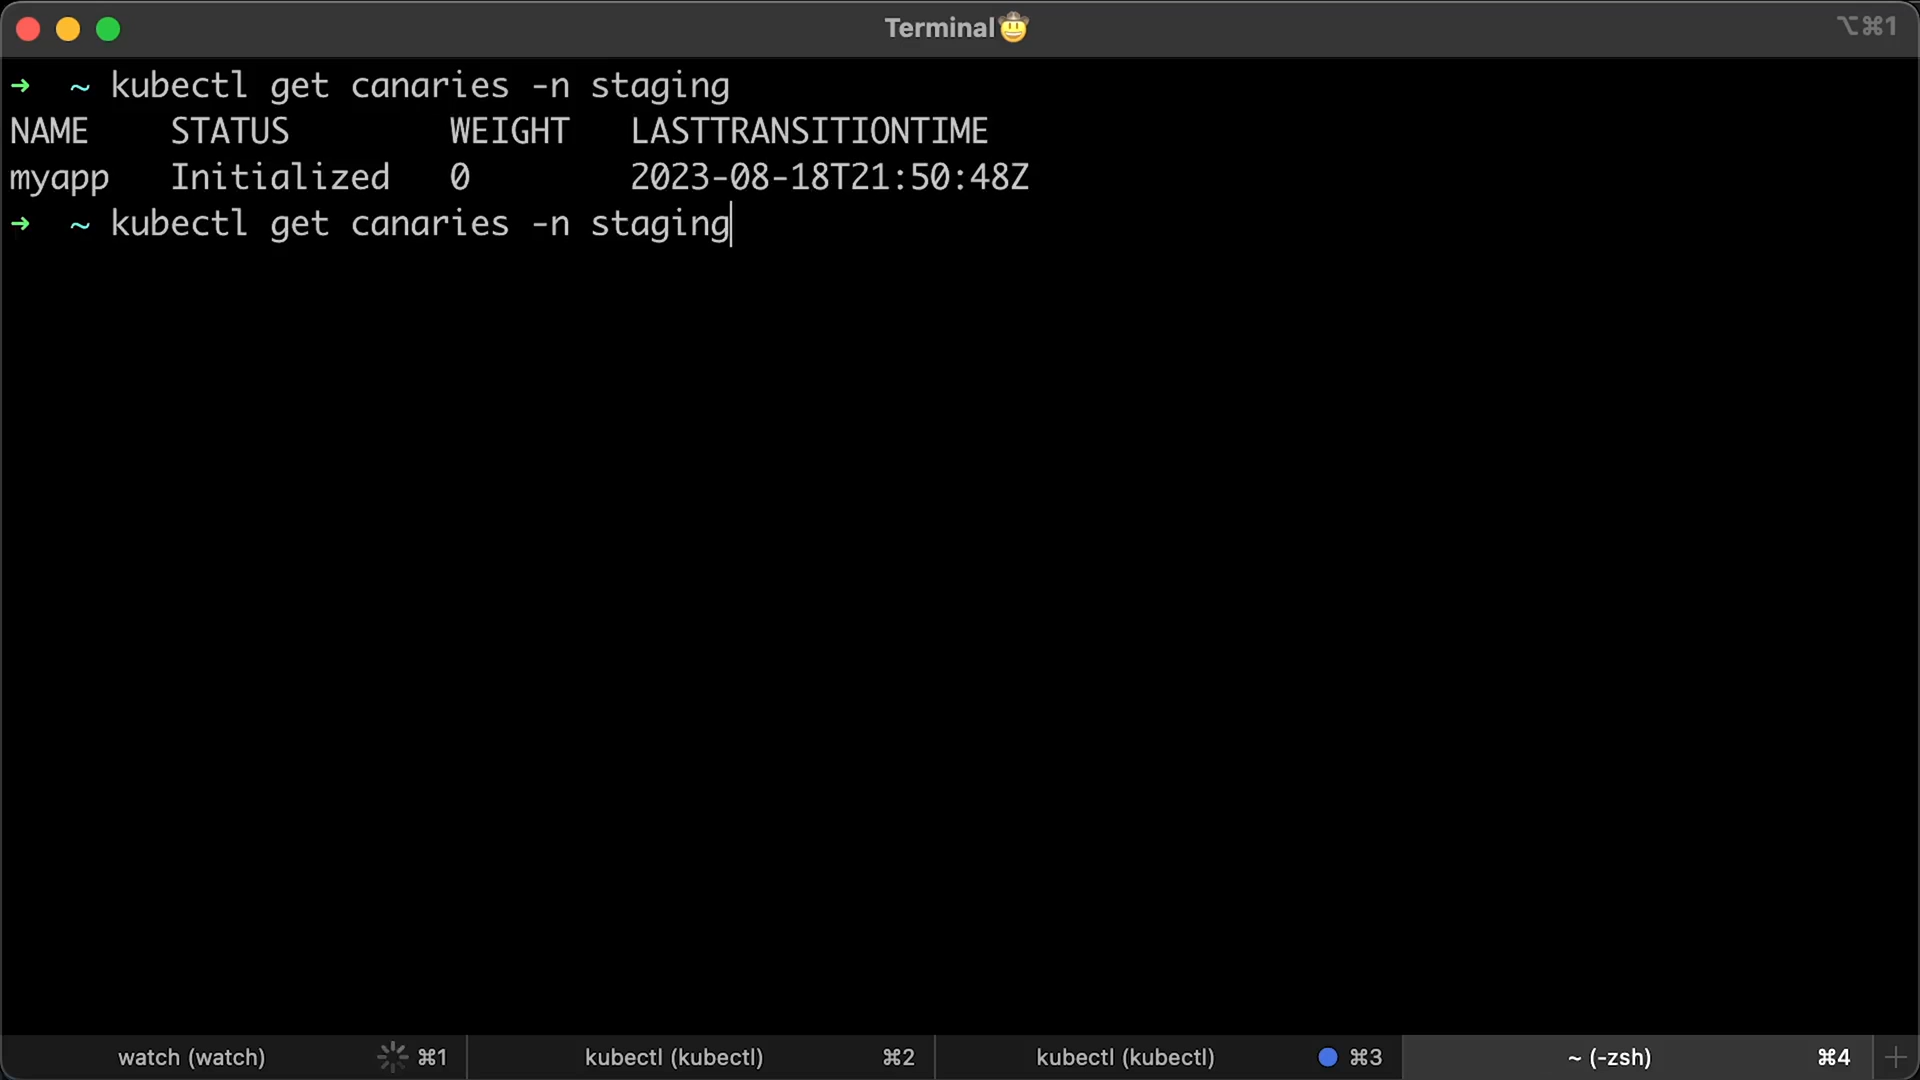 Terminal🤠
⌥⌘1
➜ ~ kubectl get canaries -n staging
NAME STATUS WEIGHT LASTTRANSITIONTIME
myapp Initialized 0 2023-08-18T21:50:48Z
➜ ~ kubectl get canaries -n staging
watch (watch) ⌘1 kubectl (kubectl) ⌘2 kubectl (kubectl) ⌘3 ~ (-zsh) ⌘4 +